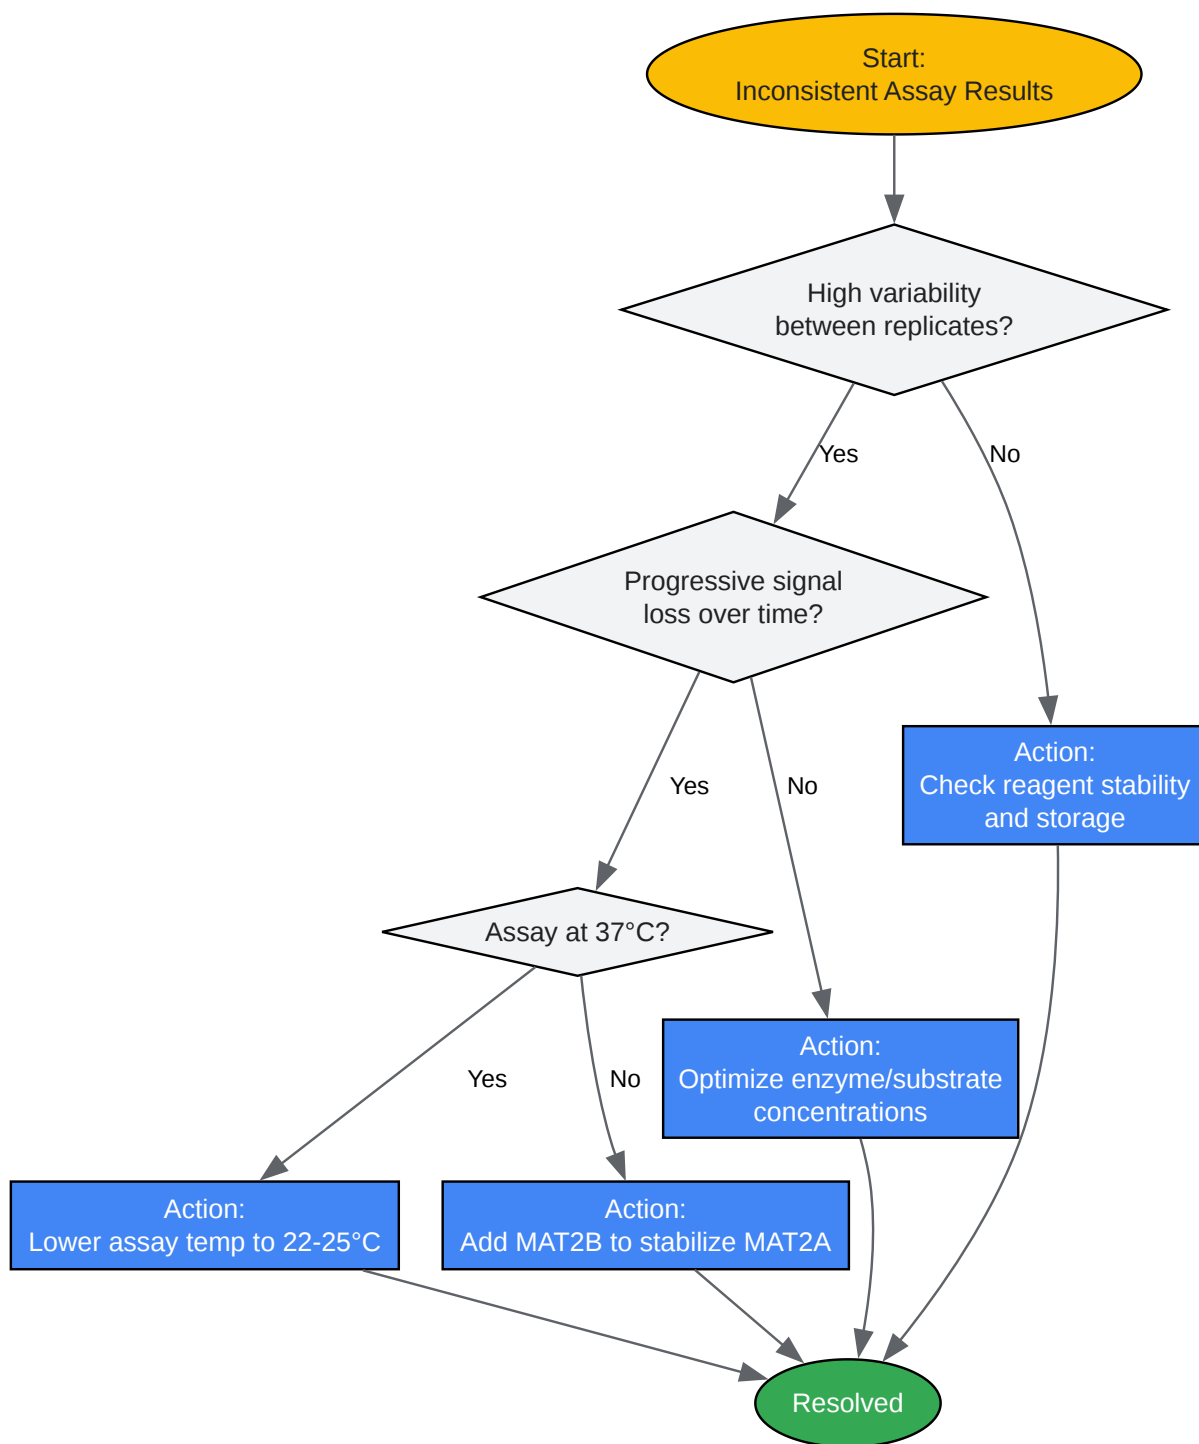 Start:
Inconsistent Assay Results
High variability
between replicates?
Yes
No
Progressive signal
loss over time?
Yes
No
Action:
Check reagent stability
and storage
Assay at 37°C?
Yes
No
Action:
Optimize enzyme/substrate
concentrations
Action:
Lower assay temp to 22-25°C
Action:
Add MAT2B to stabilize MAT2A
Resolved